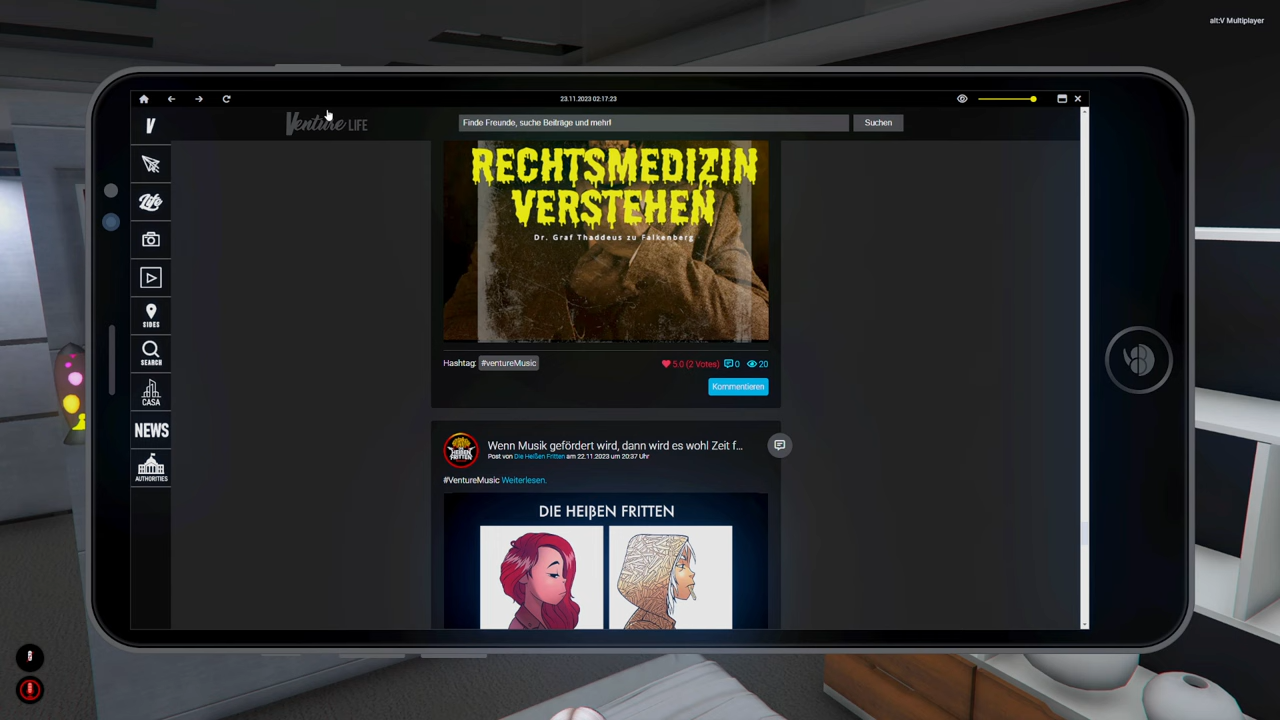 alt:V Multiplayer
23.11.2023 02:17:23
Venture LIFE
Finde Freunde, suche Beiträge und mehr!
Suchen
V
Life
SIDES
SEARCH
CASA
NEWS
AUTHORITIES
RECHTSMEDIZIN
VERSTEHEN
Dr. Graf Thaddeus zu Falkenberg
Hashtag: #ventureMusic
5.0 (2 Votes) 0 20
Kommentieren
HEIßEN
FRITTEN
Wenn Musik gefördert wird, dann wird es wohl Zeit f...
Post von Die Heißen Fritten am 22.11.2023 um 20:37 Uhr
#VentureMusic Weiterlesen.
DIE HEIßEN FRITTEN